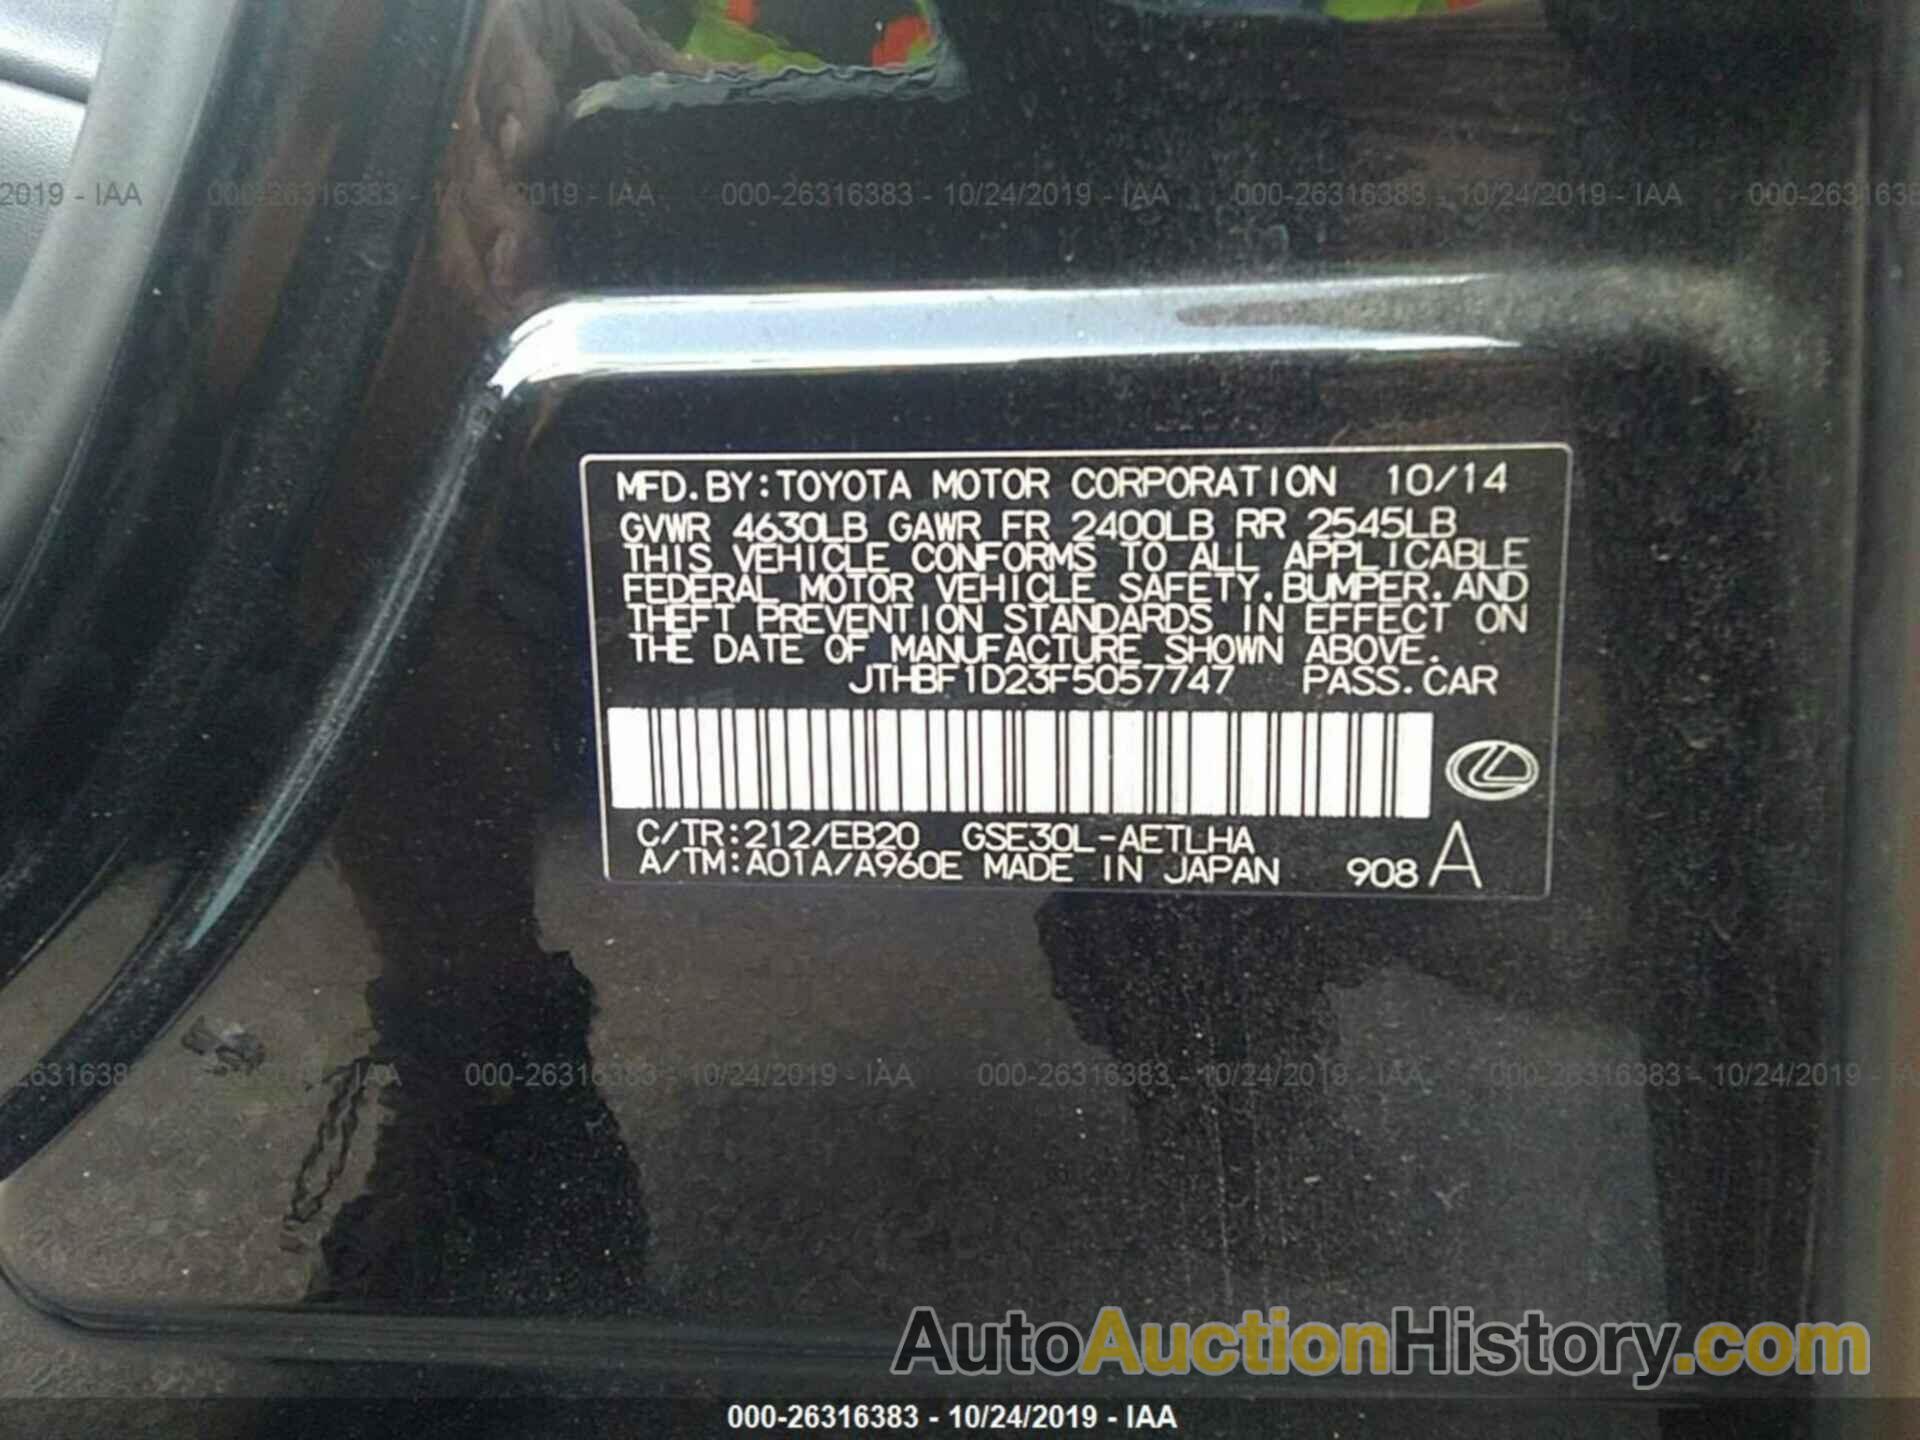 2019 - IAA 000-26316383 - 10/24/2019 - IAA 000-26316383 - 10/24/2019 - IAA 000-26316383 - 10/24/2019 - IAA 000-2631638
MFD.BY:TOYOTA MOTOR CORPORATION 10/14
GVWR 4630LB GAWR FR 2400LB RR 2545LB
THIS VEHICLE CONFORMS TO ALL APPLICABLE
FEDERAL MOTOR VEHICLE SAFETY,BUMPER,AND
THEFT PREVENTION STANDARDS IN EFFECT ON
THE DATE OF MANUFACTURE SHOWN ABOVE.
JTHBF1D23F5057747 PASS.CAR
C/TR:212/EB20 GSE30L-AETLHA
A/TM:A01A/A960E MADE IN JAPAN 908 A
000-26316383 - 10/24/2019 - IAA 000-26316383 - 10/24/2019 - IAA 000-26316383 - 10/24/2019
AutoAuctionHistory.com
000-26316383 - 10/24/2019 - IAA